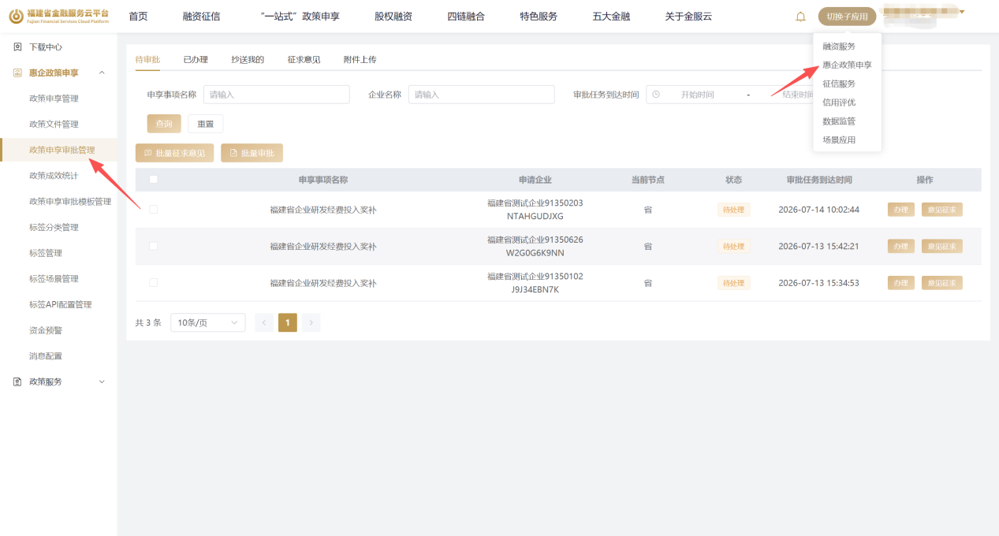 福建省金融服务云平台
Fujian Financial Services Cloud Platform
首页
融资征信
“一站式”政策申享
股权融资
四链融合
特色服务
五大金融
关于金服云
切换子应用
融资服务
惠企政策申享
征信服务
信用评优
数据监管
场景应用
下载中心
惠企政策申享
政策申享管理
政策文件管理
政策申享审批管理
政策成效统计
政策申享审批模板管理
标签分类管理
标签管理
标签场景管理
标签API配置管理
资金预警
消息配置
政策服务
待审批 已办理 抄送我的 征求意见 附件上传
申享事项名称 请输入 企业名称 请输入 审批任务到达时间 开始时间 - 结束时间
查询 重置
批量征求意见 批量审批
申享事项名称 申请企业 当前节点 状态 审批任务到达时间 操作
福建省企业研发经费投入奖补 福建省测试企业91350203NTAHGUDJXG 省 待处理 2026-07-14 10:02:44 办理 意见征求
福建省企业研发经费投入奖补 福建省测试企业91350626W2G0G6K9NN 省 待处理 2026-07-13 15:42:21 办理 意见征求
福建省企业研发经费投入奖补 福建省测试企业91350102J9J34EBN7K 省 待处理 2026-07-13 15:34:53 办理 意见征求
共 3 条 10条/页 1